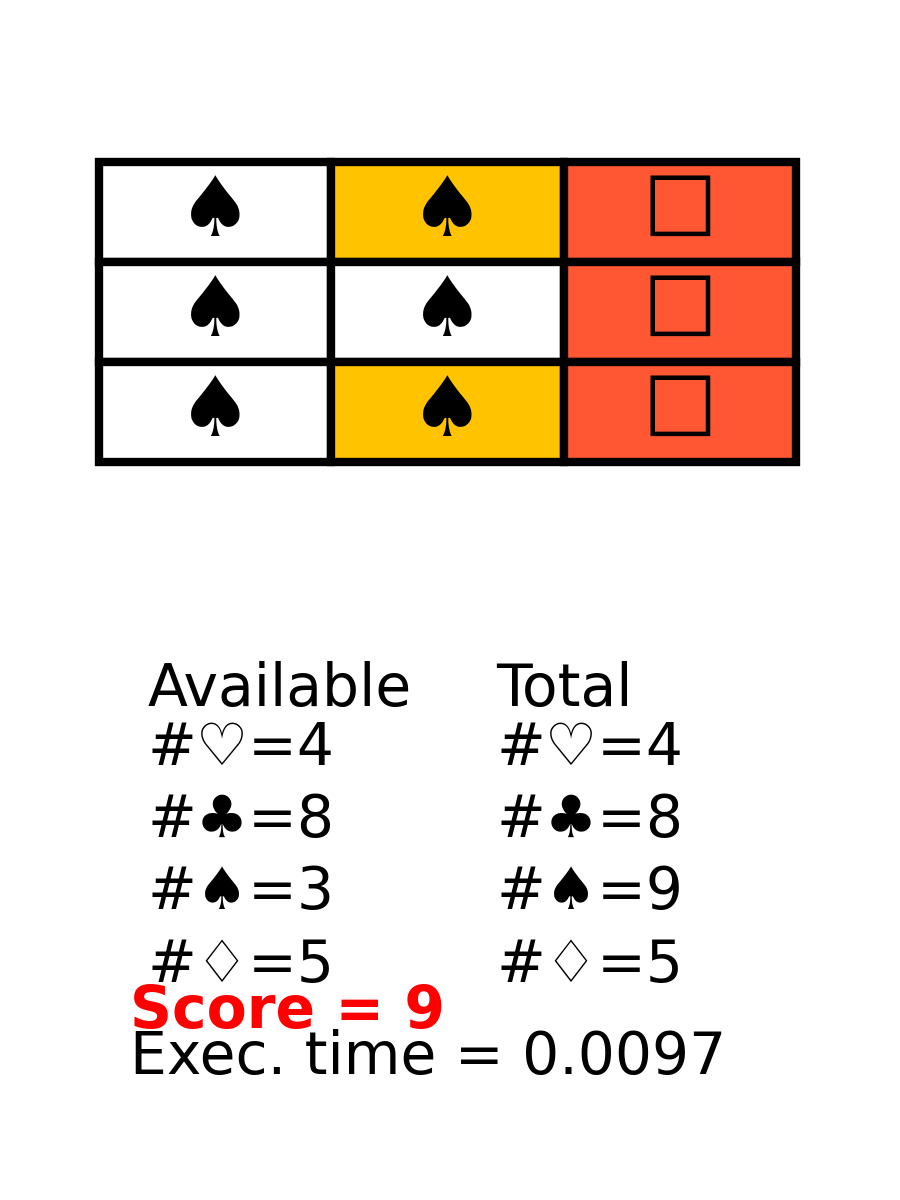 ♠ ♠ □
♠ ♠ □
♠ ♠ □
Available Total
#♡=4 #♡=4
#♣=8 #♣=8
#♠=3 #♠=9
#♢=5 #♢=5
Score = 9
Exec. time = 0.0097